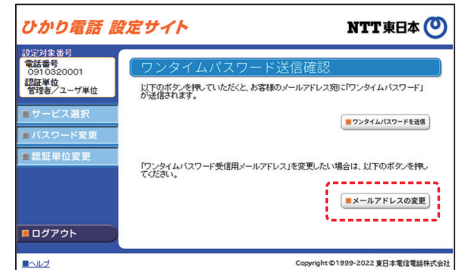 ひかり電話 設定サイト
NTT東日本
設定対象番号
電話番号
0910320001
認証単位
管理者/ユーザ単位
サービス選択
パスワード変更
認証単位変更
ログアウト
ワンタイムパスワード送信確認
以下のボタンを押していただくと、お客様のメールアドレス宛に「ワンタイムパスワード」
が送信されます。
ワンタイムパスワードを送信
「ワンタイムパスワード受信用メールアドレス」を変更したい場合は、以下のボタンを押し
てください。
メールアドレスの変更
ヘルプ
Copyright©1999-2022 東日本電信電話株式会社